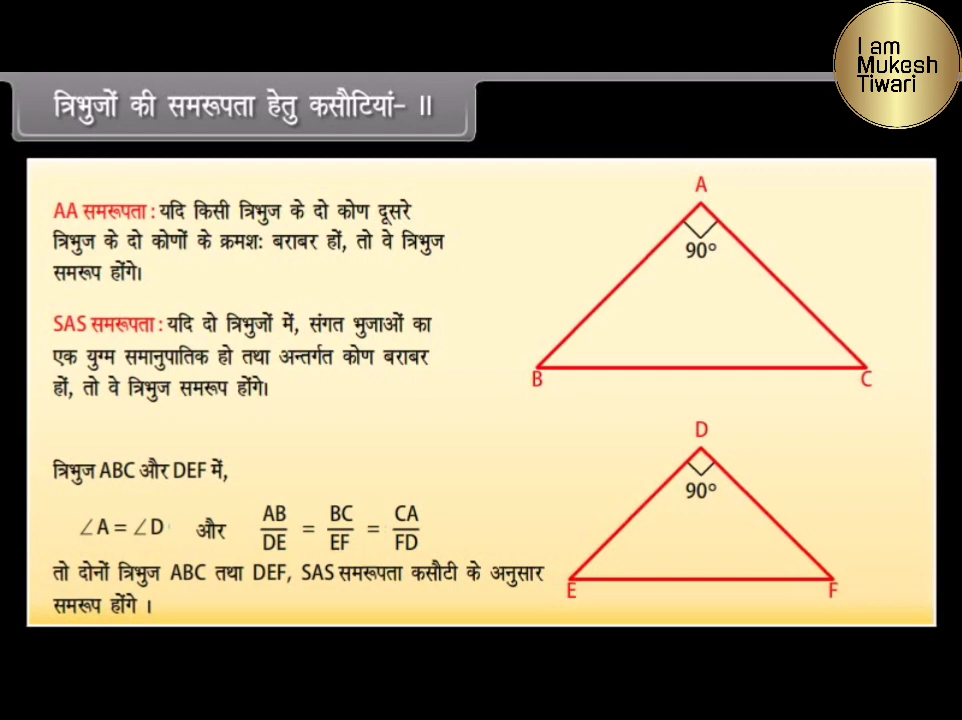 I am
Mukesh
Tiwari
त्रिभुजों की समरूपता हेतु कसौटियां- II
AA समरूपता : यदि किसी त्रिभुज के दो कोण दूसरे
त्रिभुज के दो कोणों के क्रमशः बराबर हों, तो वे त्रिभुज
समरूप होंगे।
SAS समरूपता : यदि दो त्रिभुजों में, संगत भुजाओं का
एक युग्म समानुपातिक हो तथा अन्तर्गत कोण बराबर
हों, तो वे त्रिभुज समरूप होंगे।
त्रिभुज ABC और DEF में,
∠A = ∠D और AB/DE = BC/EF = CA/FD
तो दोनों त्रिभुज ABC तथा DEF, SAS समरूपता कसौटी के अनुसार
समरूप होंगे ।
A
90°
B C
D
90°
E F